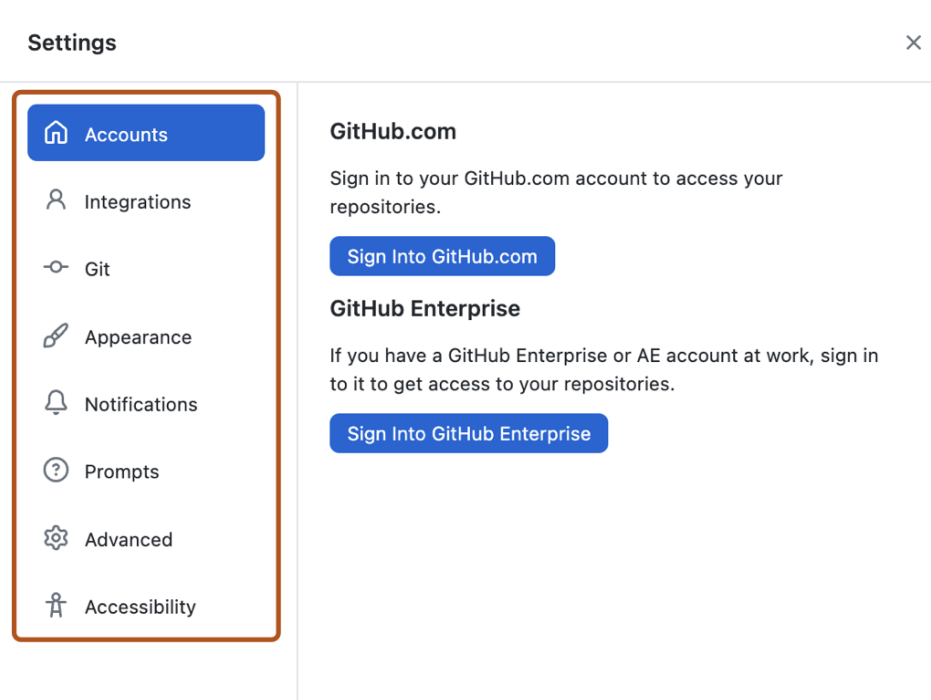 Settings
Accounts
Integrations
Git
Appearance
Notifications
Prompts
Advanced
Accessibility
GitHub.com
Sign in to your GitHub.com account to access your
repositories.
Sign Into GitHub.com
GitHub Enterprise
If you have a GitHub Enterprise or AE account at work, sign in
to it to get access to your repositories.
Sign Into GitHub Enterprise